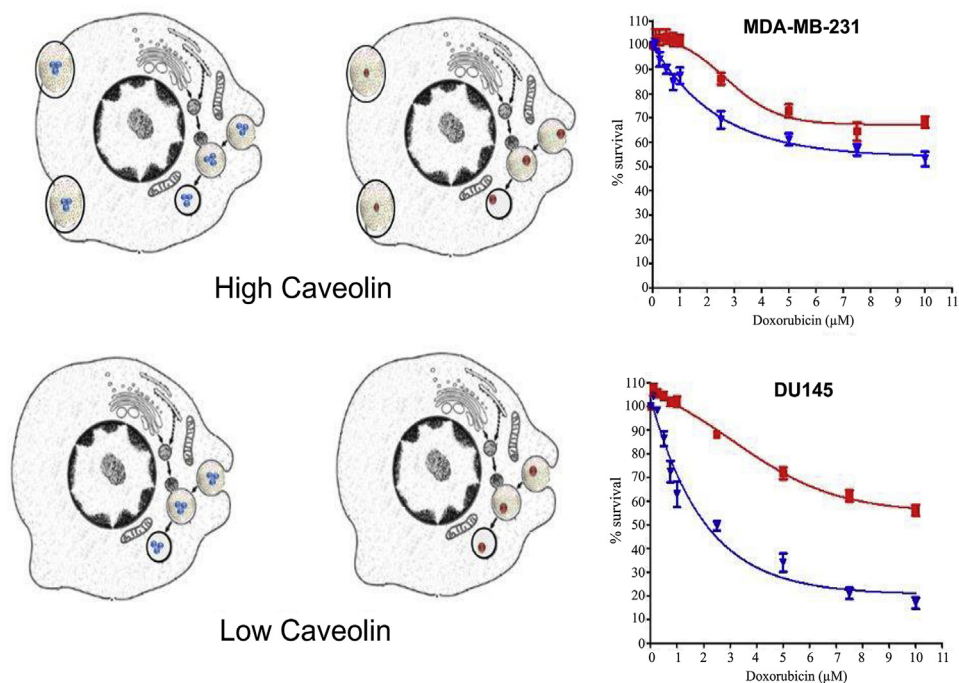 High Caveolin
Low Caveolin
MDA-MB-231
110
100
90
80
70
60
50
40
30
20
10
0
% survival
0 1 2 3 4 5 6 7 8 9 10 11
Doxorubicin (µM)
DU145
110
100
90
80
70
60
50
40
30
20
10
0
% survival
0 1 2 3 4 5 6 7 8 9 10 11
Doxorubicin (µM)